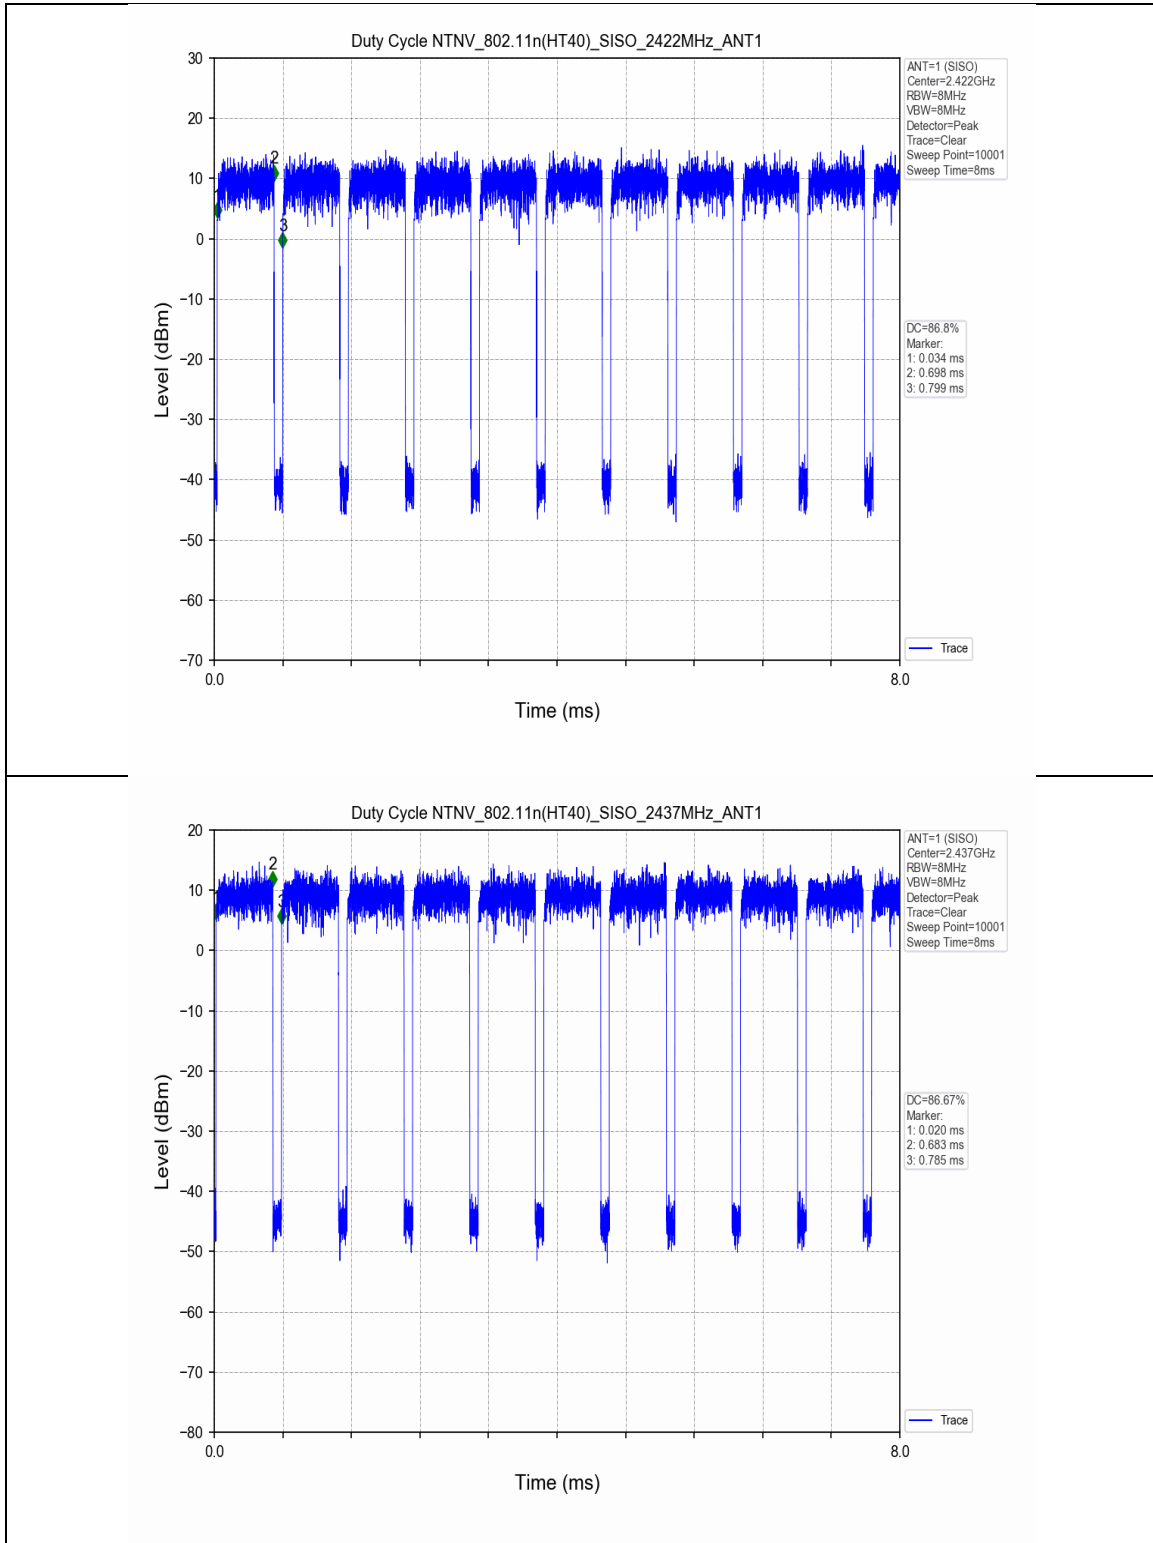 Duty Cycle NTNV_802.11n(HT40)_SISO_2422MHz_ANT1
30
20
10
0
−10
−20
−30
−40
−50
−60
−70
Level (dBm)
2
3
0.0
8.0
Time (ms)
ANT=1 (SISO)
Center=2.422GHz
RBW=8MHz
VBW=8MHz
Detector=Peak
Trace=Clear
Sweep Point=10001
Sweep Time=8ms
DC=86.8%
Marker:
1: 0.034 ms
2: 0.698 ms
3: 0.799 ms
Trace
Duty Cycle NTNV_802.11n(HT40)_SISO_2437MHz_ANT1
20
10
0
−10
−20
−30
−40
−50
−60
−70
−80
Level (dBm)
2
3
0.0
8.0
Time (ms)
ANT=1 (SISO)
Center=2.437GHz
RBW=8MHz
VBW=8MHz
Detector=Peak
Trace=Clear
Sweep Point=10001
Sweep Time=8ms
DC=86.67%
Marker:
1: 0.020 ms
2: 0.683 ms
3: 0.785 ms
Trace